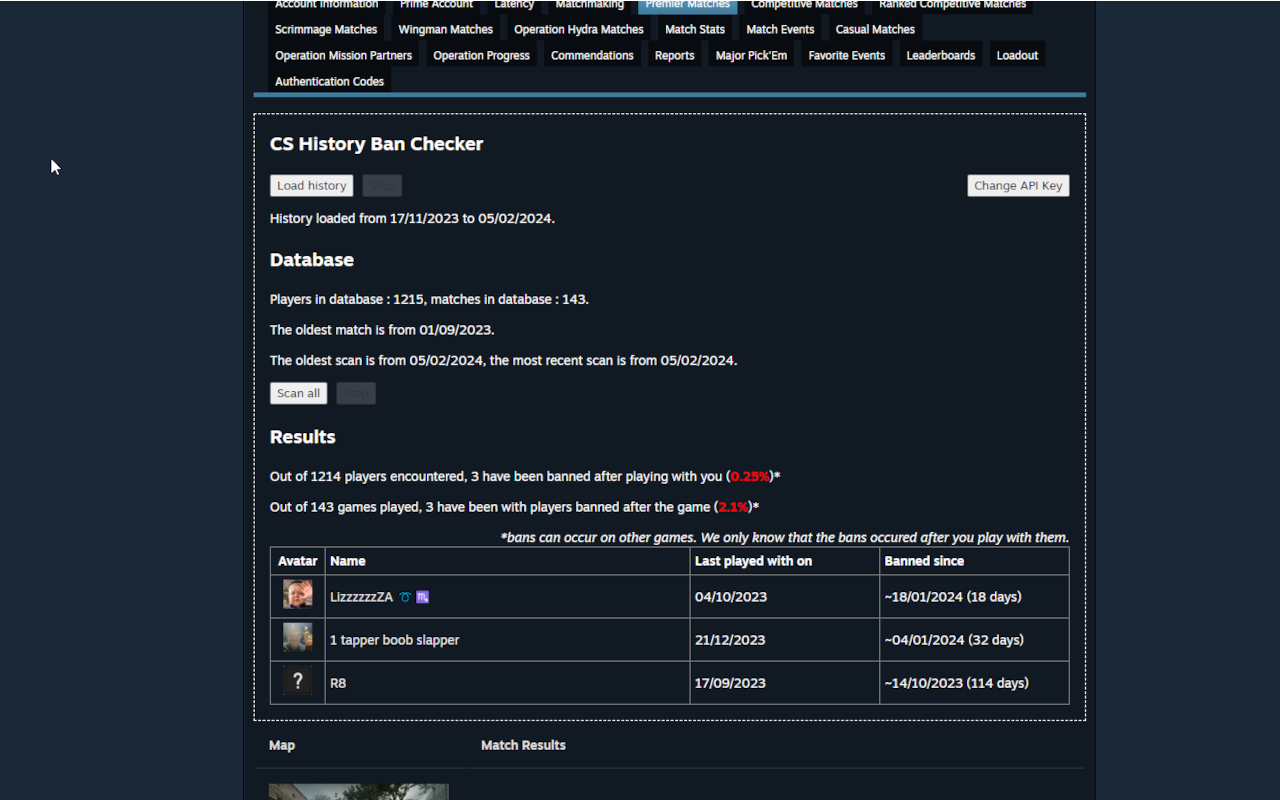 Account Information Prime Account Latency Matchmaking Premier Matches Competitive Matches Ranked Competitive Matches
Scrimmage Matches Wingman Matches Operation Hydra Matches Match Stats Match Events Casual Matches
Operation Mission Partners Operation Progress Commendations Reports Major Pick'Em Favorite Events Leaderboards Loadout
Authentication Codes
CS History Ban Checker
Load history Stop Change API Key
History loaded from 17/11/2023 to 05/02/2024.
Database
Players in database : 1215, matches in database : 143.
The oldest match is from 01/09/2023.
The oldest scan is from 05/02/2024, the most recent scan is from 05/02/2024.
Scan all Stop
Results
Out of 1214 players encountered, 3 have been banned after playing with you (0.25%)*
Out of 143 games played, 3 have been with players banned after the game (2.1%)*
*bans can occur on other games. We only know that the bans occured after you play with them.
Avatar Name Last played with on Banned since
LizzzzzzZA ➰ ♏ 04/10/2023 ~18/01/2024 (18 days)
1 tapper boob slapper 21/12/2023 ~04/01/2024 (32 days)
? R8 17/09/2023 ~14/10/2023 (114 days)
Map Match Results